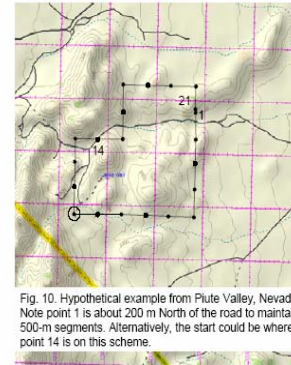 21
1
14
Fig. 10. Hypothetical example from Piute Valley, Nevad
Note point 1 is about 200 m North of the road to mainta
500-m segments. Alternatively, the start could be where
point 14 is on this scheme.